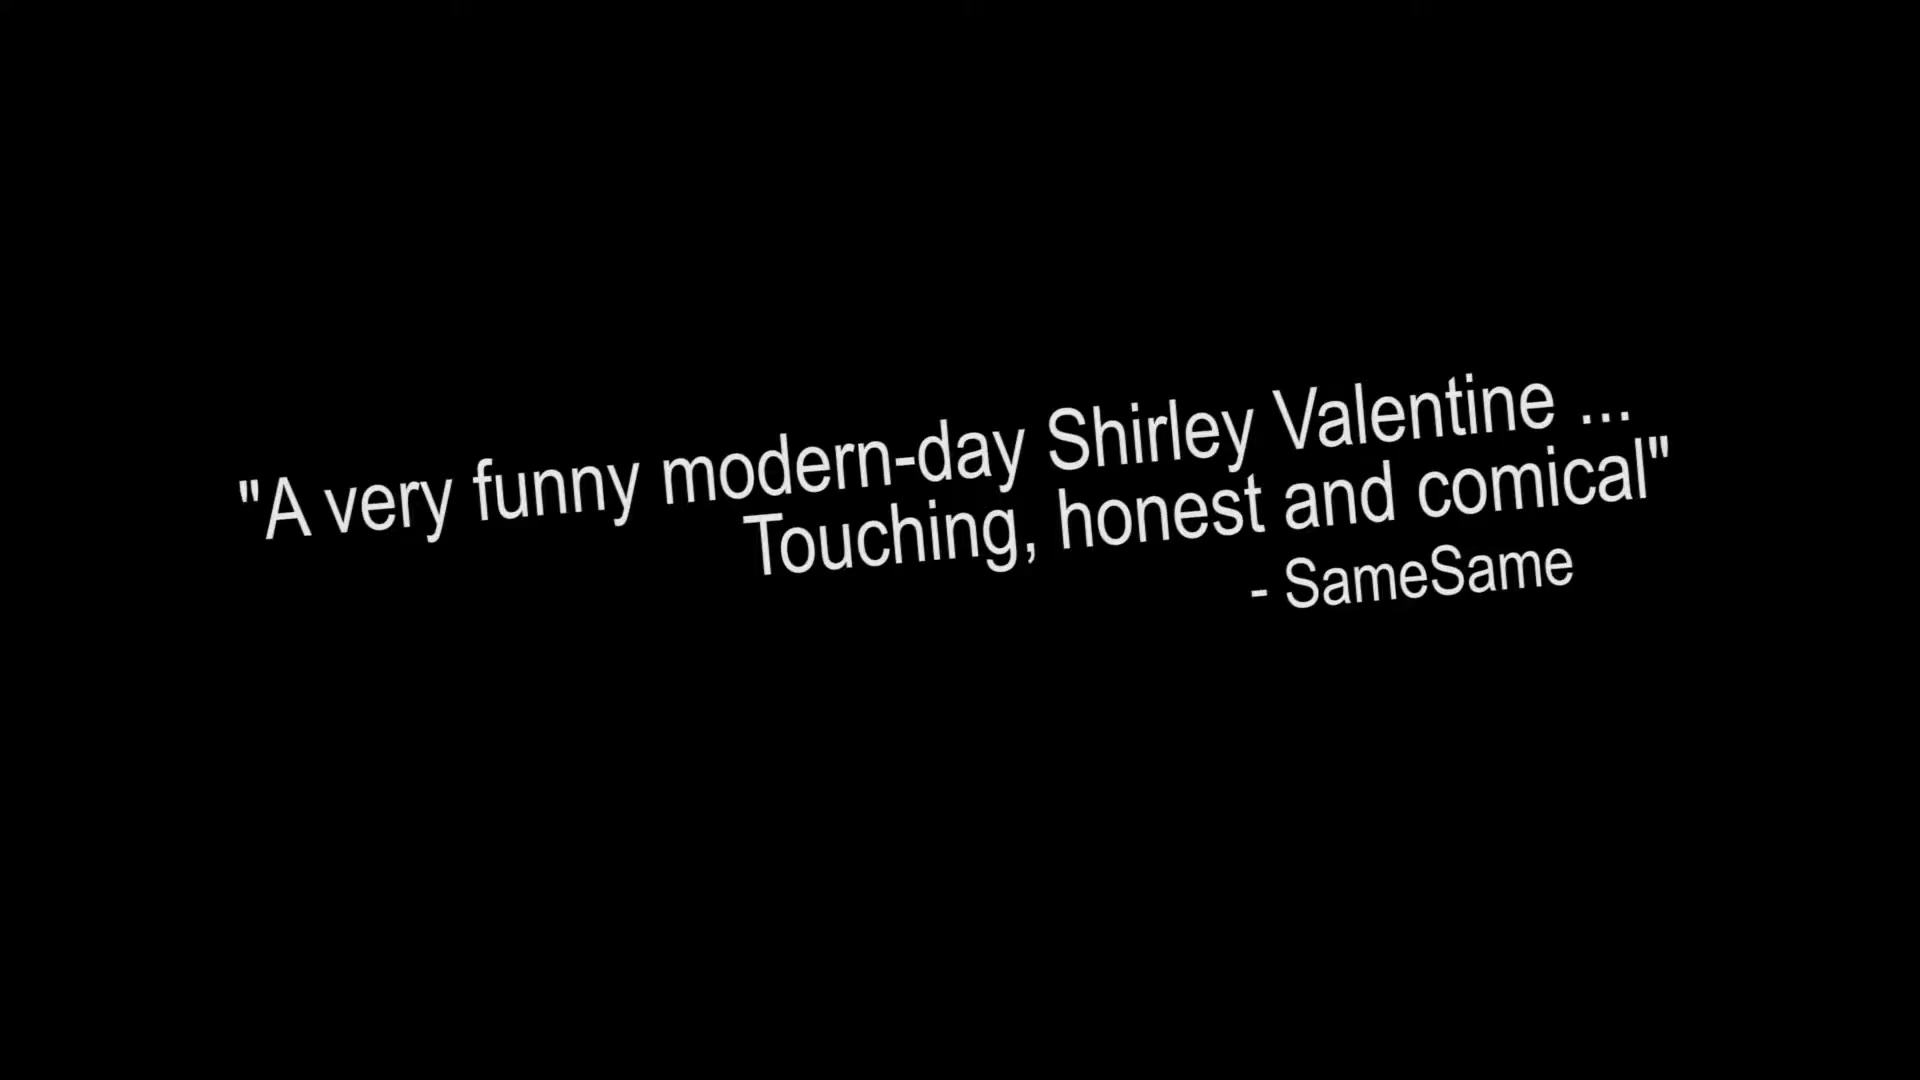 "A very funny modern-day Shirley Valentine ...
Touching, honest and comical"
- SameSame